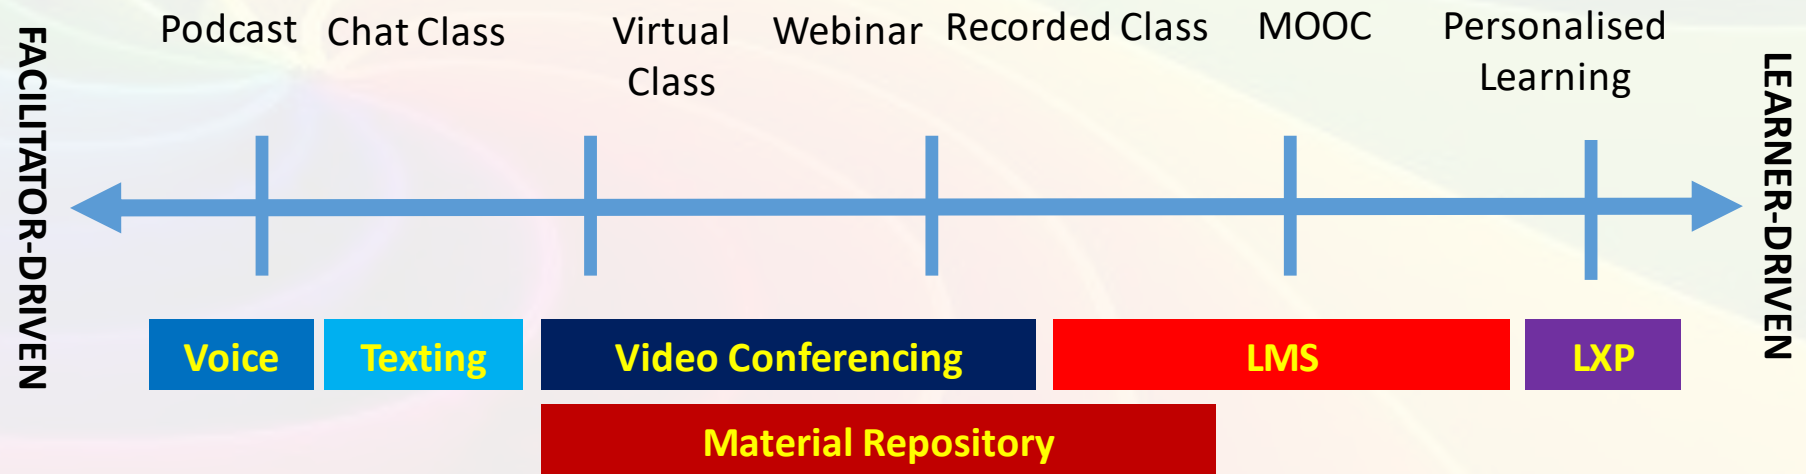 FACILITATOR-DRIVEN
Podcast
Chat Class
Virtual
Class
Webinar
Recorded Class
MOOC
Personalised
Learning
LEARNER-DRIVEN
Voice
Texting
Video Conferencing
LMS
LXP
Material Repository